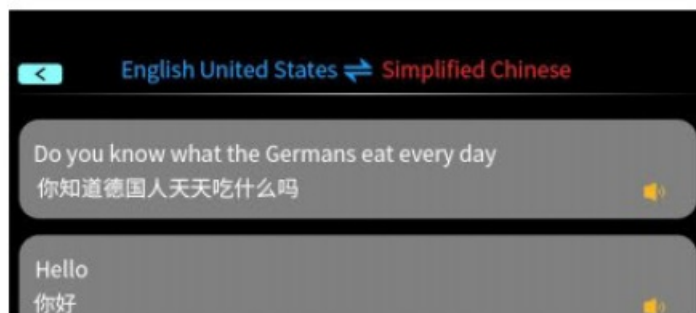 <
English United States ⇌ Simplified Chinese
Do you know what the Germans eat every day
你知道德国人天天吃什么吗
Hello
你好